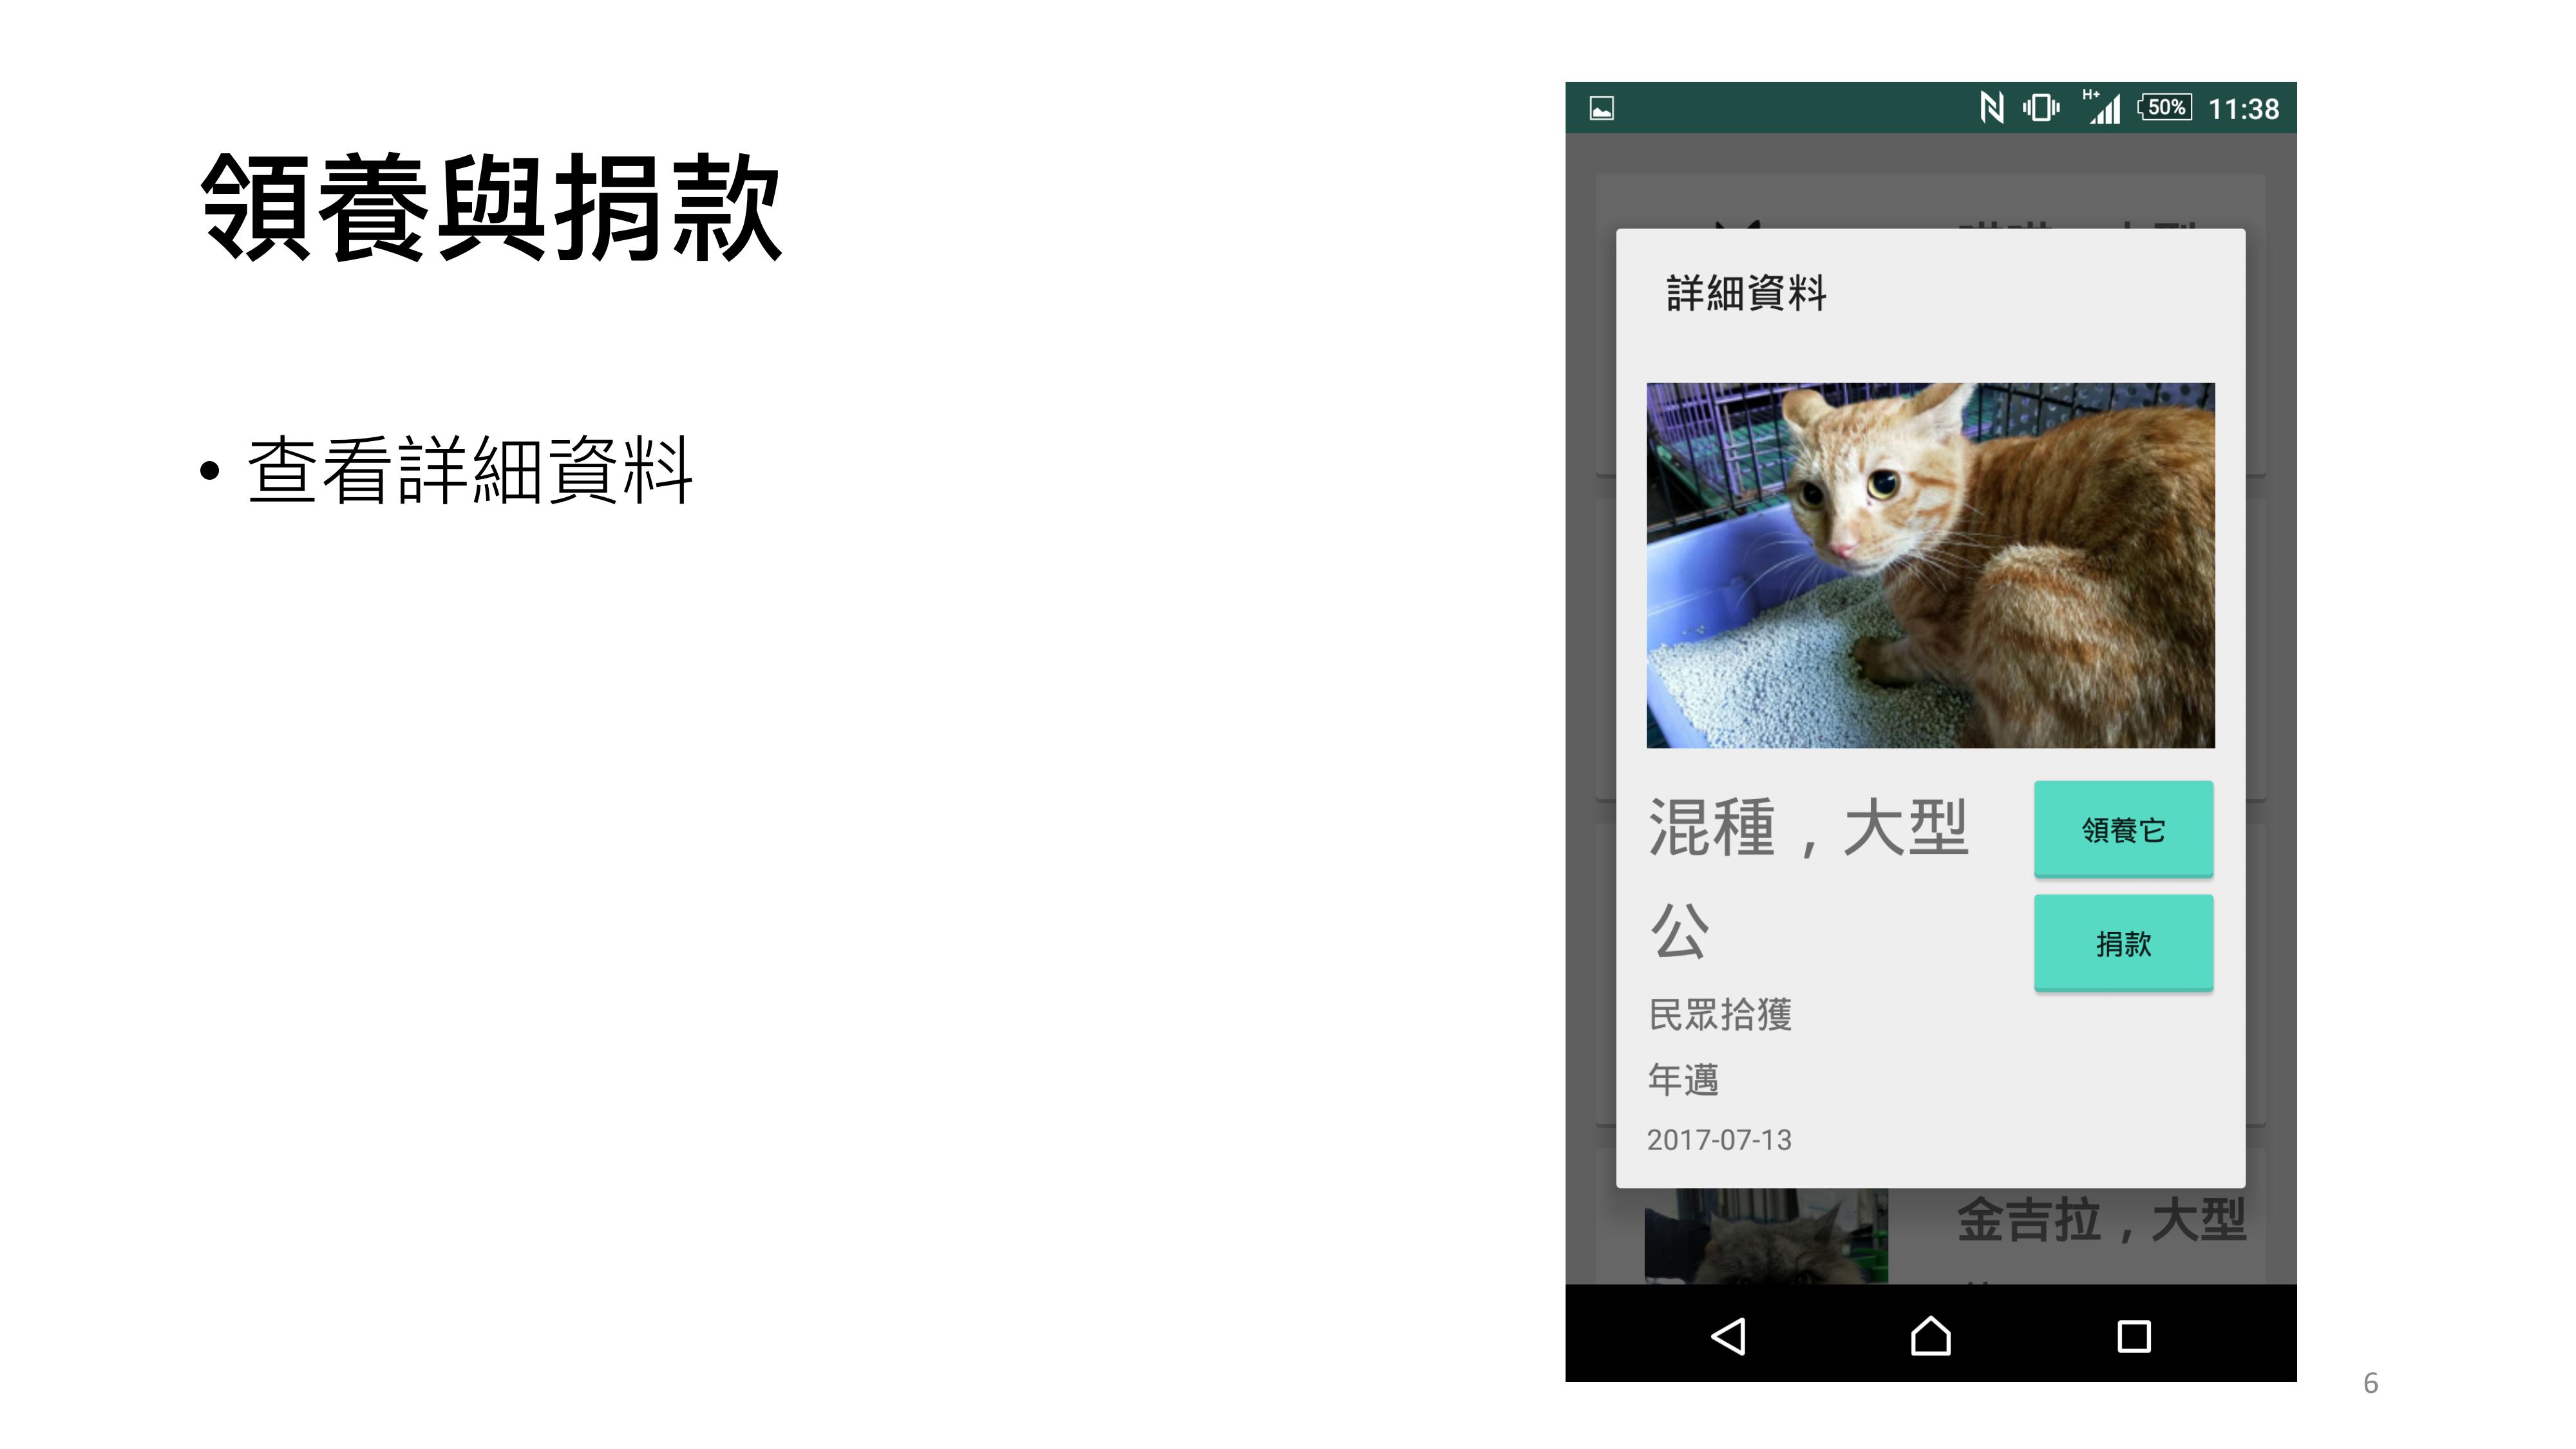 領養與捐款
• 查看詳細資料
H+
50%
11:38
詳細資料
混種，大型
領養它
公
捐款
民眾拾獲
年邁
2017-07-13
金吉拉，大型
6